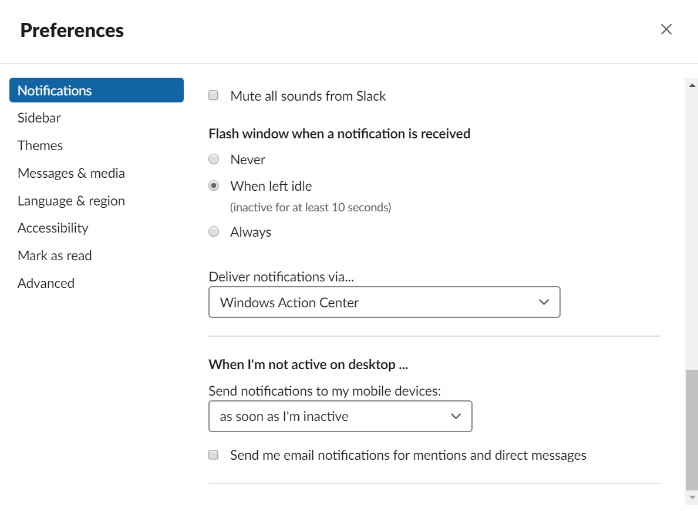 Preferences
Notifications
Sidebar
Themes
Messages & media
Language & region
Accessibility
Mark as read
Advanced
Mute all sounds from Slack
Flash window when a notification is received
Never
When left idle
(inactive for at least 10 seconds)
Always
Deliver notifications via...
Windows Action Center
When I'm not active on desktop ...
Send notifications to my mobile devices:
as soon as I'm inactive
Send me email notifications for mentions and direct messages